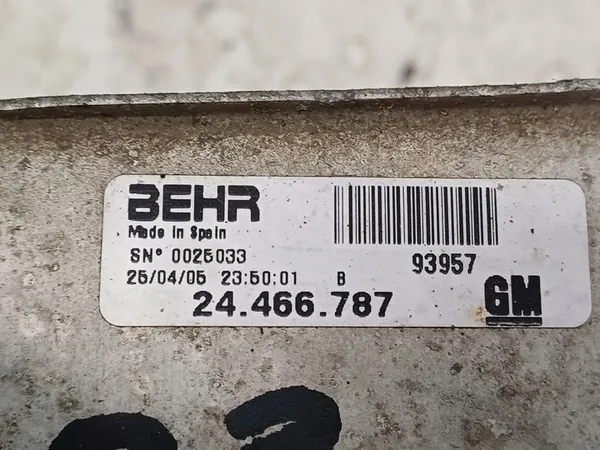 BEHR
Made in Spain
SN° 0025033
93957
25/04/05 23:50:01 B
24.466.787
GM